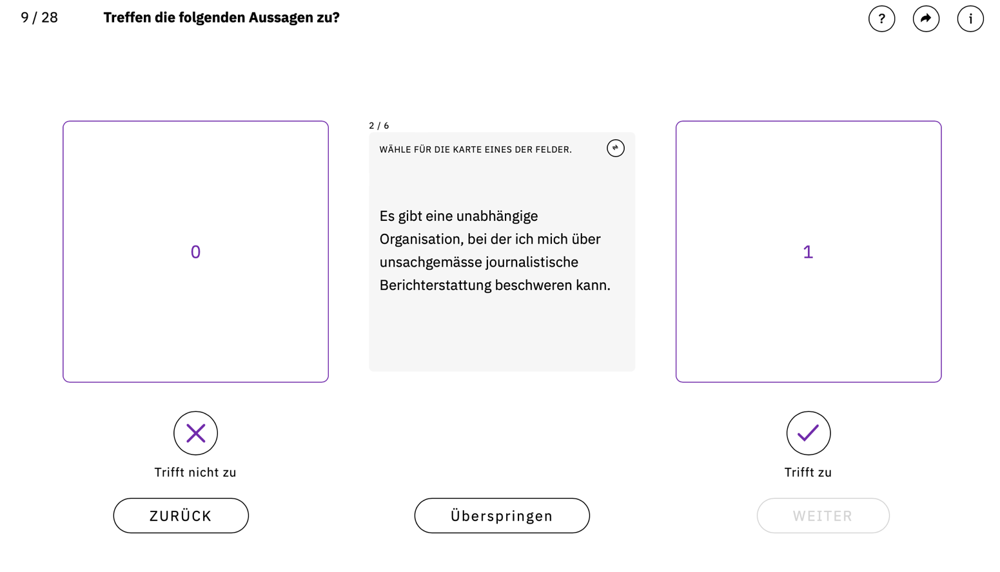 9 / 28
Treffen die folgenden Aussagen zu?
?
i
0
2 / 6
WÄHLE FÜR DIE KARTE EINES DER FELDER.
Es gibt eine unabhängige
Organisation, bei der ich mich über
unsachgemässe journalistische
Berichterstattung beschweren kann.
1
Trifft nicht zu
Trifft zu
ZURÜCK
Überspringen
WEITER